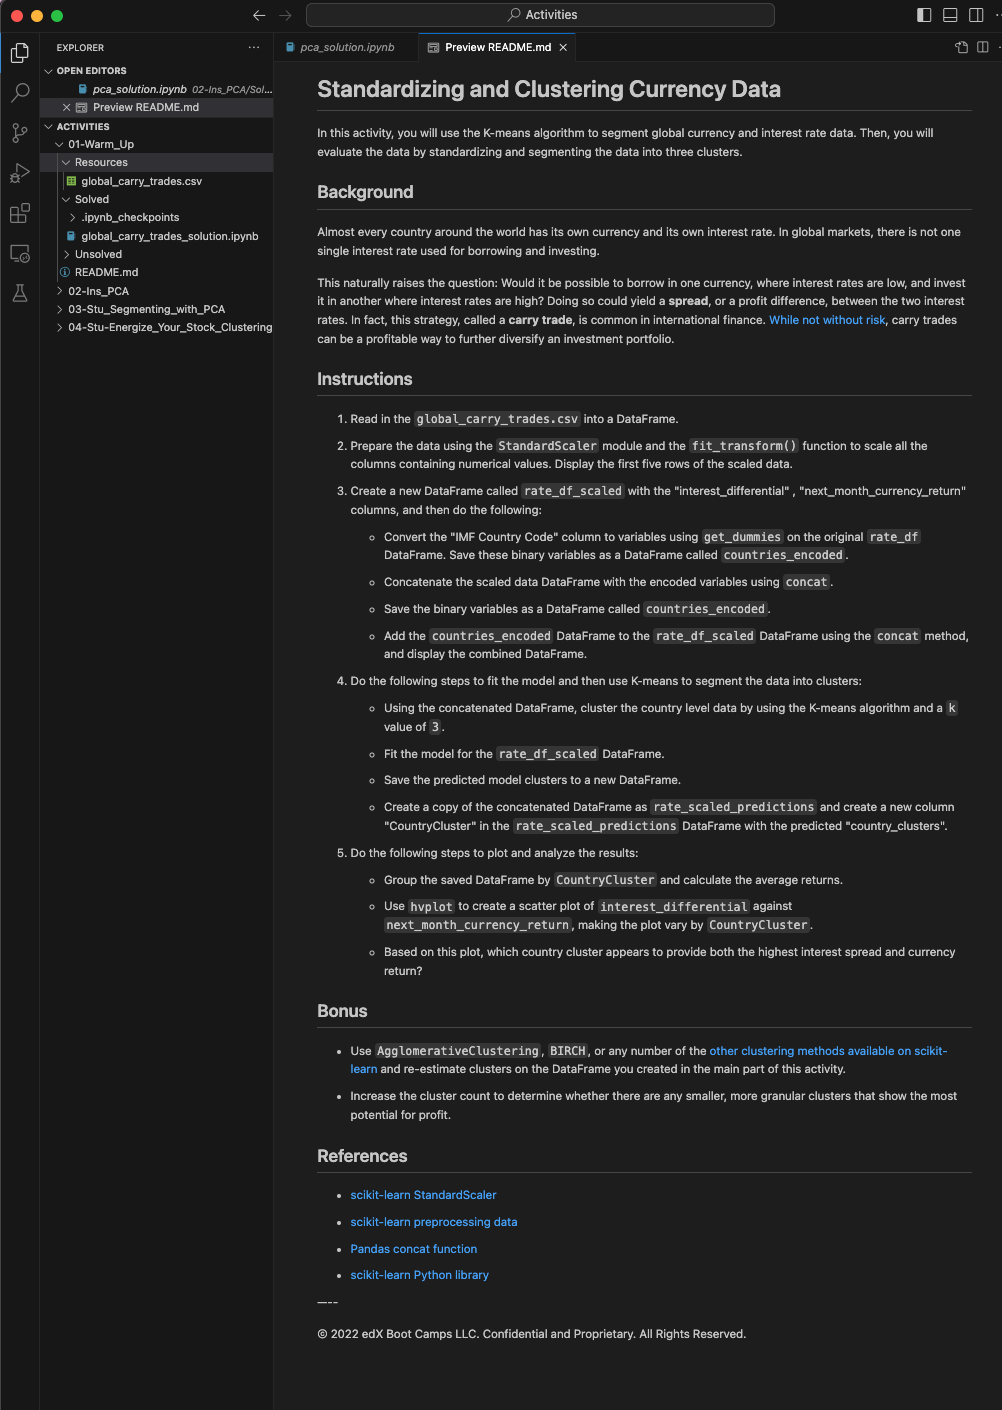 Activities
EXPLORER
OPEN EDITORS
pca_solution.ipynb 02-Ins_PCA/Sol...
Preview README.md
ACTIVITIES
01-Warm_Up
Resources
global_carry_trades.csv
Solved
.ipynb_checkpoints
global_carry_trades_solution.ipynb
Unsolved
README.md
02-Ins_PCA
03-Stu_Segmenting_with_PCA
04-Stu-Energize_Your_Stock_Clustering
pca_solution.ipynb
Preview README.md
Standardizing and Clustering Currency Data
In this activity, you will use the K-means algorithm to segment global currency and interest rate data. Then, you will
evaluate the data by standardizing and segmenting the data into three clusters.
Background
Almost every country around the world has its own currency and its own interest rate. In global markets, there is not one
single interest rate used for borrowing and investing.
This naturally raises the question: Would it be possible to borrow in one currency, where interest rates are low, and invest
it in another where interest rates are high? Doing so could yield a spread, or a profit difference, between the two interest
rates. In fact, this strategy, called a carry trade, is common in international finance. While not without risk, carry trades
can be a profitable way to further diversify an investment portfolio.
Instructions
1. Read in the global_carry_trades.csv into a DataFrame.
2. Prepare the data using the StandardScaler module and the fit_transform() function to scale all the
columns containing numerical values. Display the first five rows of the scaled data.
3. Create a new DataFrame called rate_df_scaled with the "interest_differential" , "next_month_currency_return"
columns, and then do the following:
Convert the "IMF Country Code" column to variables using get_dummies on the original rate_df
DataFrame. Save these binary variables as a DataFrame called countries_encoded.
Concatenate the scaled data DataFrame with the encoded variables using concat.
Save the binary variables as a DataFrame called countries_encoded.
Add the countries_encoded DataFrame to the rate_df_scaled DataFrame using the concat method,
and display the combined DataFrame.
4. Do the following steps to fit the model and then use K-means to segment the data into clusters:
Using the concatenated DataFrame, cluster the country level data by using the K-means algorithm and a k
value of 3.
Fit the model for the rate_df_scaled DataFrame.
Save the predicted model clusters to a new DataFrame.
Create a copy of the concatenated DataFrame as rate_scaled_predictions and create a new column
"CountryCluster" in the rate_scaled_predictions DataFrame with the predicted "country_clusters".
5. Do the following steps to plot and analyze the results:
Group the saved DataFrame by CountryCluster and calculate the average returns.
Use hvplot to create a scatter plot of interest_differential against
next_month_currency_return, making the plot vary by CountryCluster.
Based on this plot, which country cluster appears to provide both the highest interest spread and currency
return?
Bonus
Use AgglomerativeClustering, BIRCH, or any number of the other clustering methods available on scikit-
learn and re-estimate clusters on the DataFrame you created in the main part of this activity.
Increase the cluster count to determine whether there are any smaller, more granular clusters that show the most
potential for profit.
References
scikit-learn StandardScaler
scikit-learn preprocessing data
Pandas concat function
scikit-learn Python library
—--
© 2022 edX Boot Camps LLC. Confidential and Proprietary. All Rights Reserved.